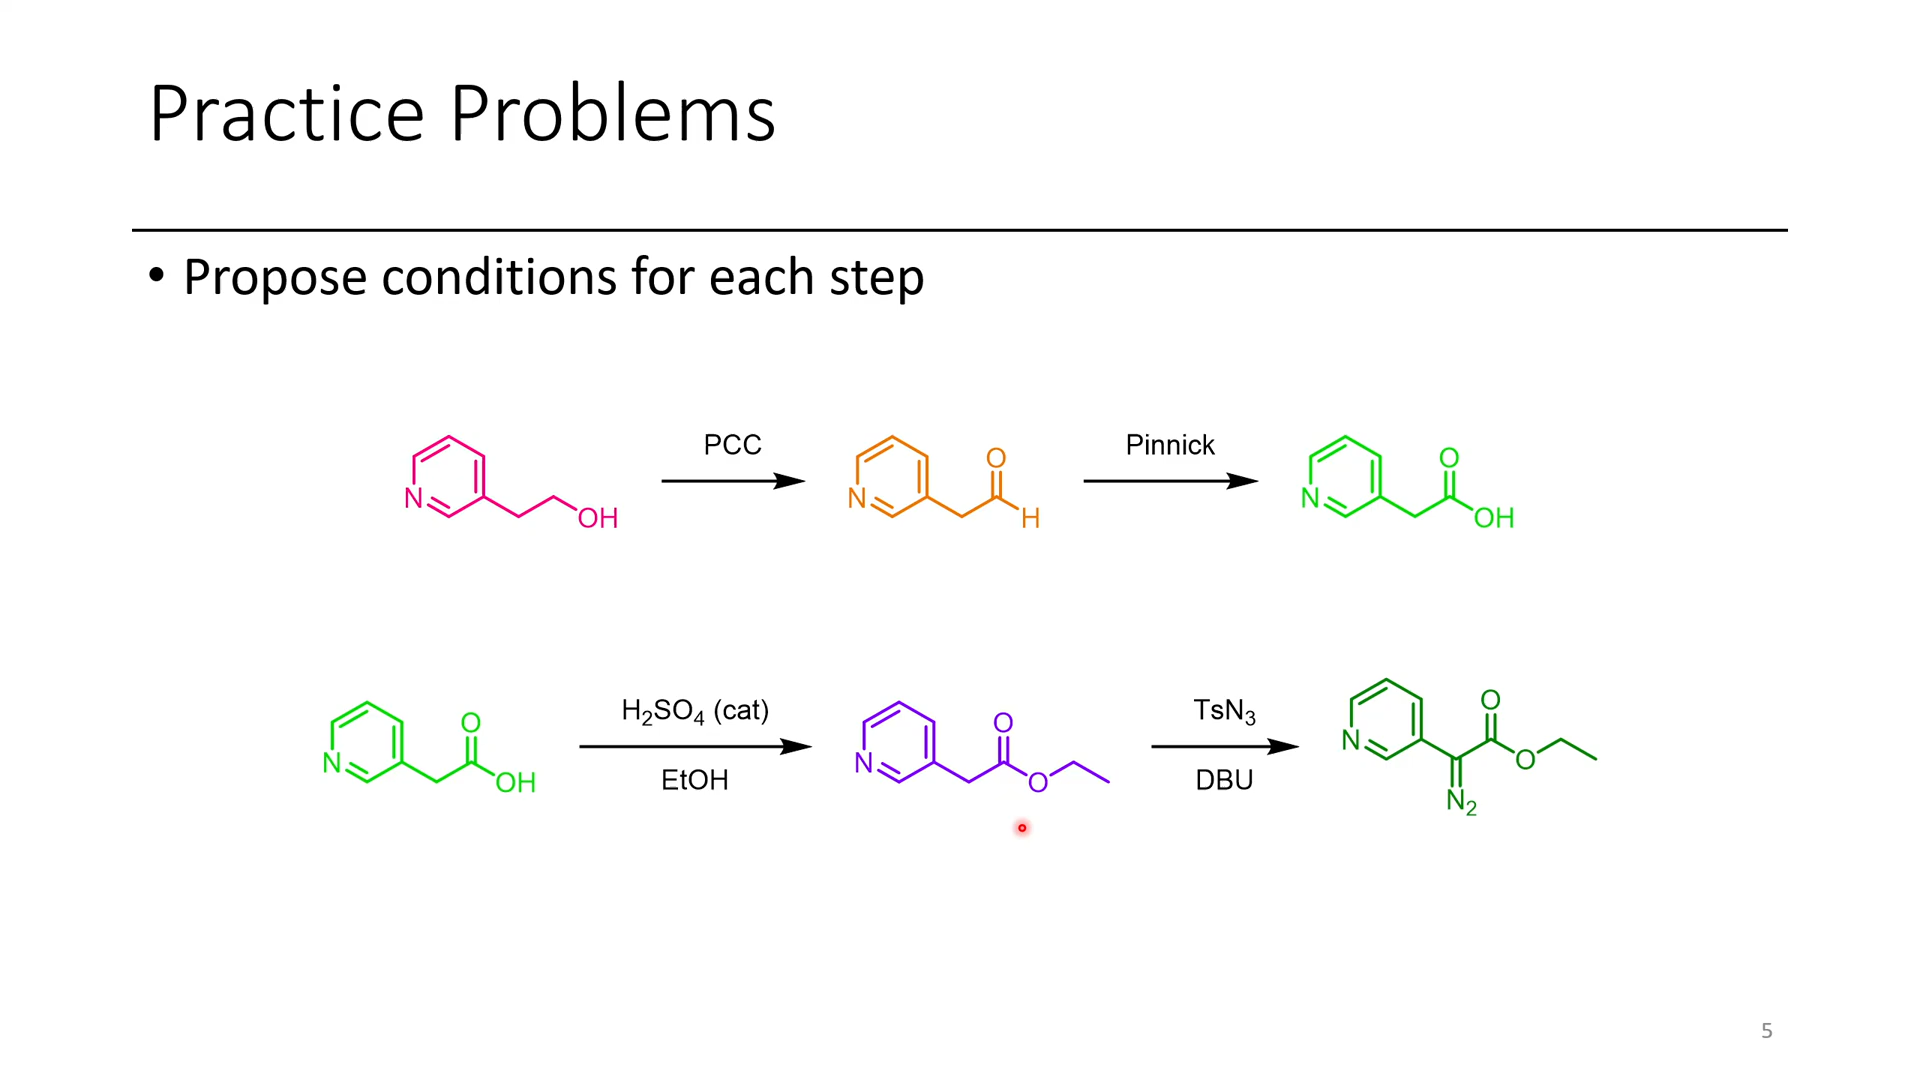 Practice Problems
• Propose conditions for each step
PCC
Pinnick
N
OH
N
O
H
N
O
OH
H₂SO₄ (cat)
EtOH
TsN₃
DBU
N
O
OH
N
O
O
N
O
O
N₂
5